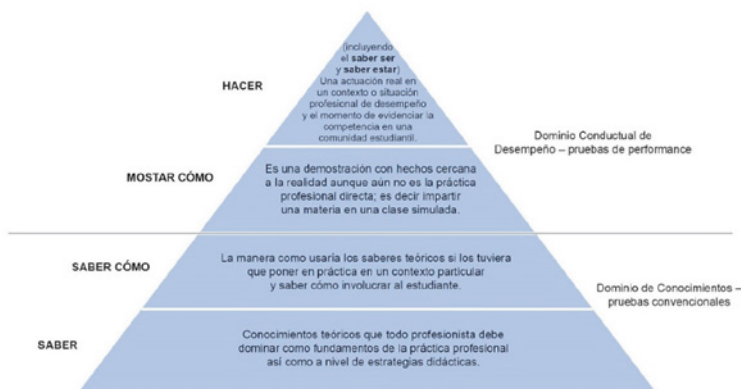 (incluyendo
el saber ser
y saber estar)
HACER
Una actuación real en
un contexto o situación
profesional de desempeño
y el momento de evidenciar la
competencia en una
comunidad estudiantil.
Dominio Conductual de
Desempeño – pruebas de performance
MOSTAR CÓMO
Es una demostración con hechos cercana
a la realidad aunque aún no es la práctica
profesional directa; es decir impartir
una materia en una clase simulada.
SABER CÓMO
La manera como usaría los saberes teóricos si los tuviera
que poner en práctica en un contexto particular
y saber cómo involucrar al estudiante.
Dominio de Conocimientos –
pruebas convencionales
SABER
Conocimientos teóricos que todo profesionista debe
dominar como fundamentos de la práctica profesional
así como a nivel de estrategias didácticas.